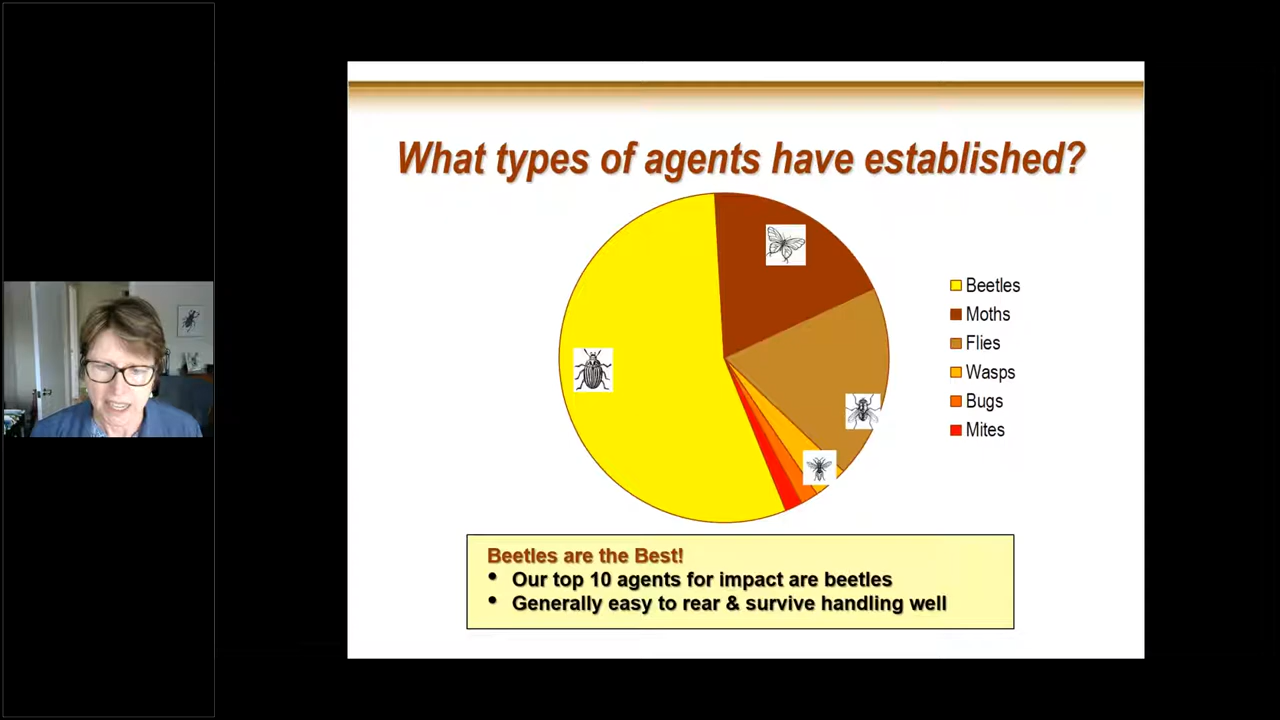 What types of agents have established?
Beetles
Moths
Flies
Wasps
Bugs
Mites
Beetles are the Best!
• Our top 10 agents for impact are beetles
• Generally easy to rear & survive handling well